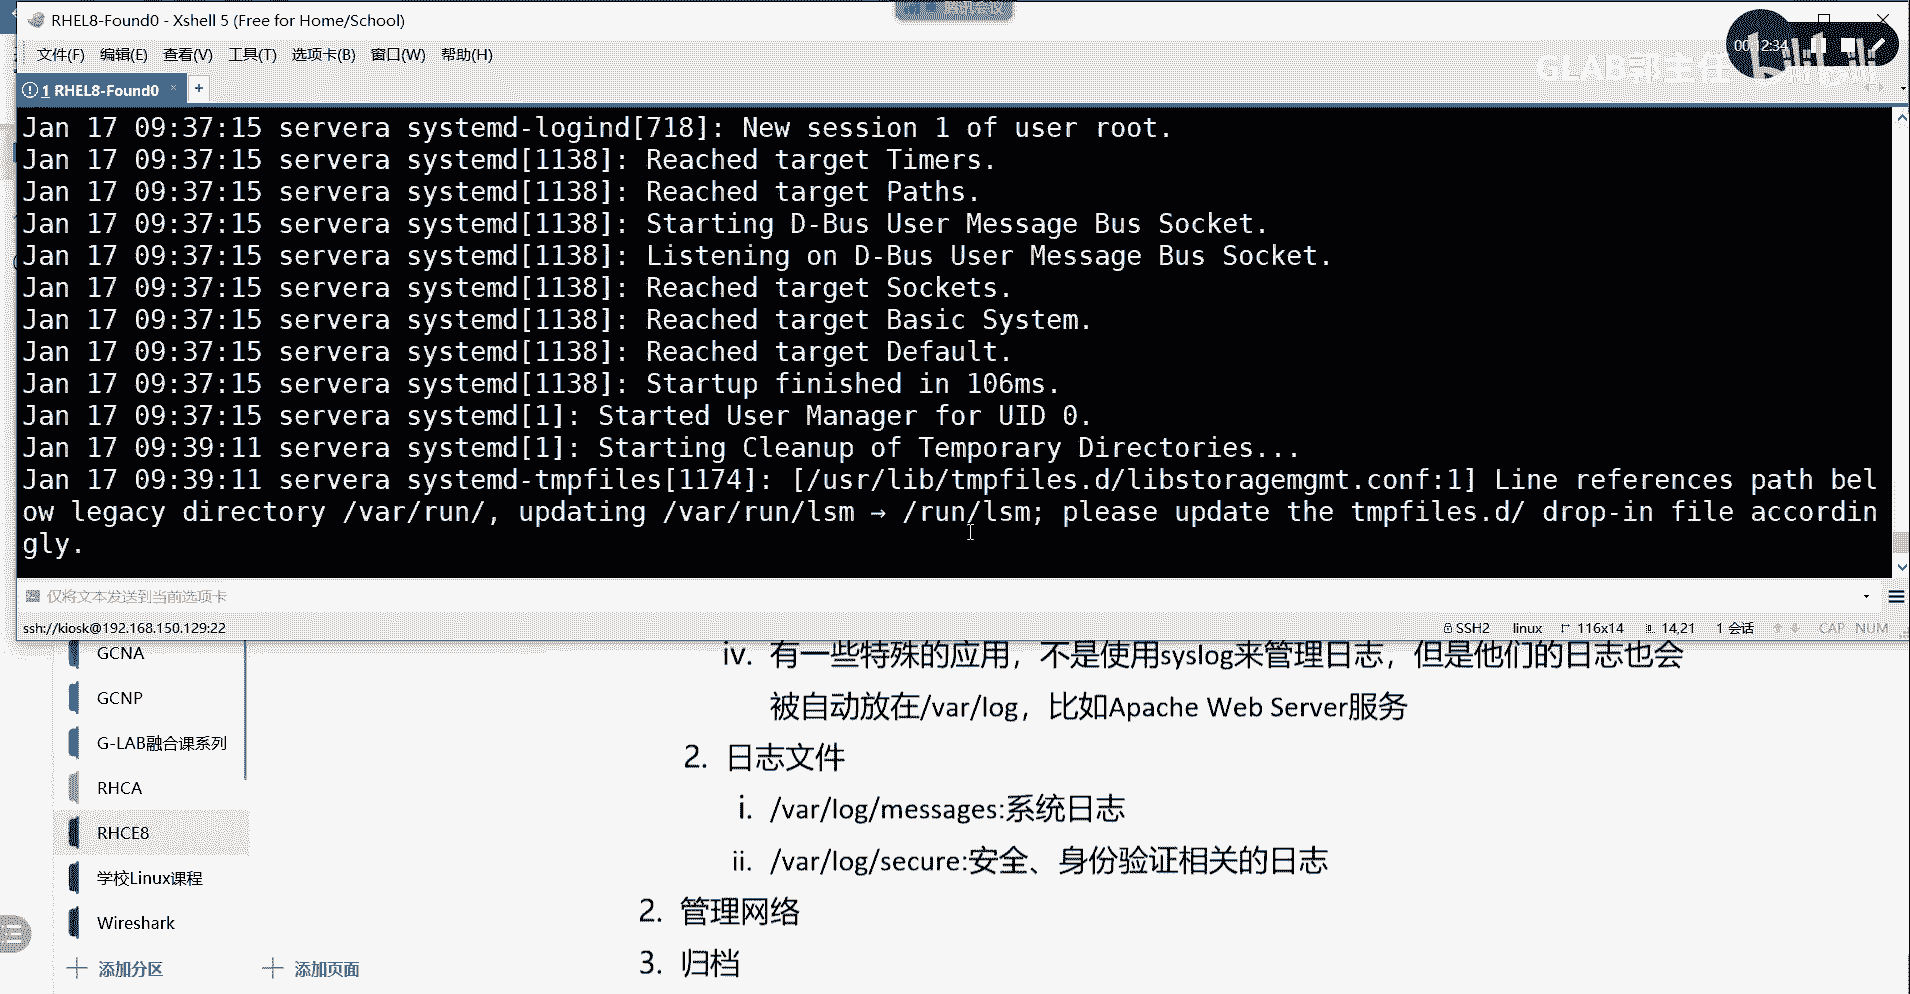 腾讯会议
RHEL8-Found0 - Xshell 5 (Free for Home/School)
00:12:34
文件(F) 编辑(E) 查看(V) 工具(T) 选项卡(B) 窗口(W) 帮助(H)
GLAB郭主任
1 RHEL8-Found0 × +
Jan 17 09:37:15 servera systemd-logind[718]: New session 1 of user root.
Jan 17 09:37:15 servera systemd[1138]: Reached target Timers.
Jan 17 09:37:15 servera systemd[1138]: Reached target Paths.
Jan 17 09:37:15 servera systemd[1138]: Starting D-Bus User Message Bus Socket.
Jan 17 09:37:15 servera systemd[1138]: Listening on D-Bus User Message Bus Socket.
Jan 17 09:37:15 servera systemd[1138]: Reached target Sockets.
Jan 17 09:37:15 servera systemd[1138]: Reached target Basic System.
Jan 17 09:37:15 servera systemd[1138]: Reached target Default.
Jan 17 09:37:15 servera systemd[1138]: Startup finished in 106ms.
Jan 17 09:37:15 servera systemd[1]: Started User Manager for UID 0.
Jan 17 09:39:11 servera systemd[1]: Starting Cleanup of Temporary Directories...
Jan 17 09:39:11 servera systemd-tmpfiles[1174]: [/usr/lib/tmpfiles.d/libstoragemgmt.conf:1] Line references path bel
ow legacy directory /var/run/, updating /var/run/lsm → /run/lsm; please update the tmpfiles.d/ drop-in file accordin
gly.
仅将文本发送到当前选项卡
ssh://kiosk@192.168.150.129:22 SSH2 linux 116x14 14,21 1 会话 CAP NUM
GCNA
GCNP
G-LAB融合课系列
RHCA
RHCE8
学校Linux课程
Wireshark
添加分区 添加页面
iv. 有一些特殊的应用，不是使用syslog来管理日志，但是他们的日志也会
被自动放在/var/log，比如Apache Web Server服务
2. 日志文件
i. /var/log/messages:系统日志
ii. /var/log/secure:安全、身份验证相关的日志
2. 管理网络
3. 归档